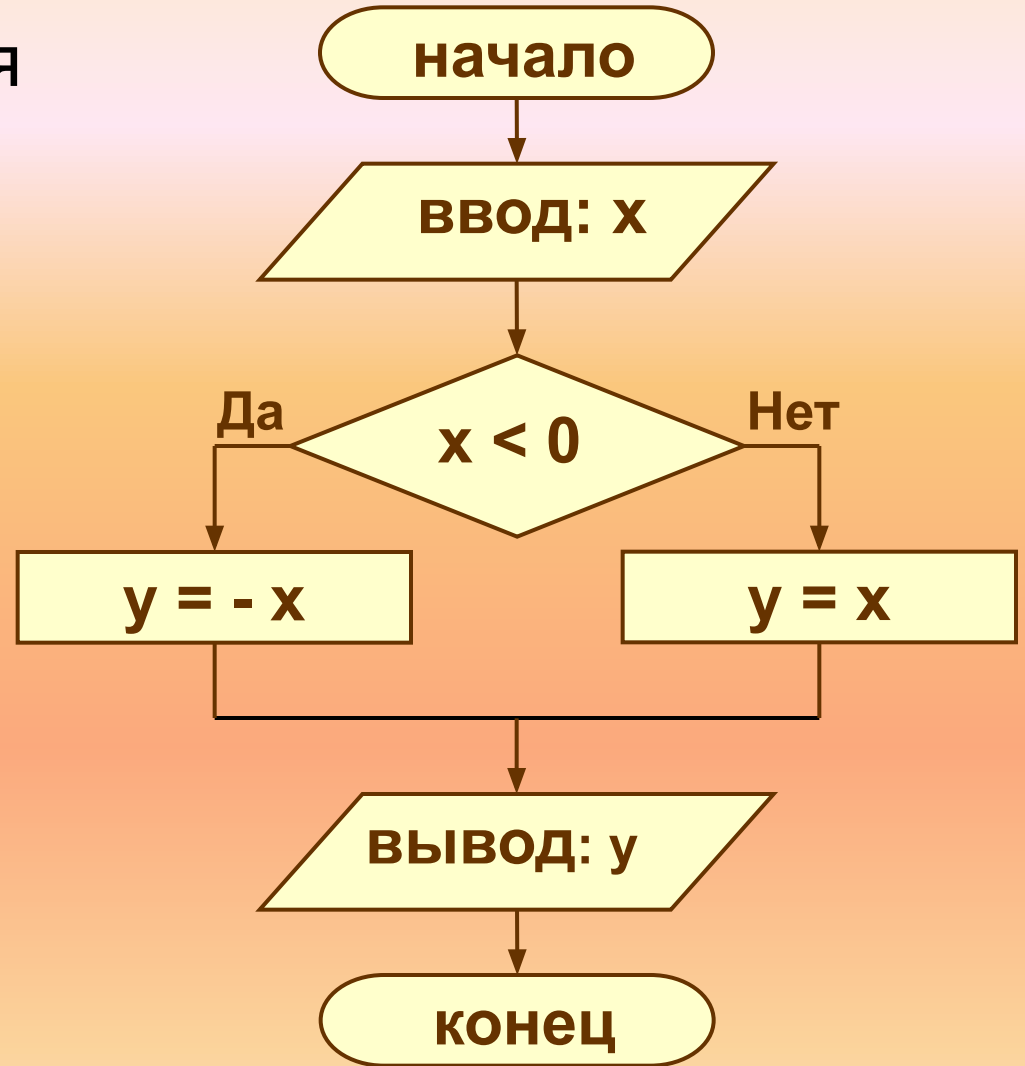 я
начало
ввод: x
Да
Нет
x < 0
y = - x
y = x
вывод: y
конец